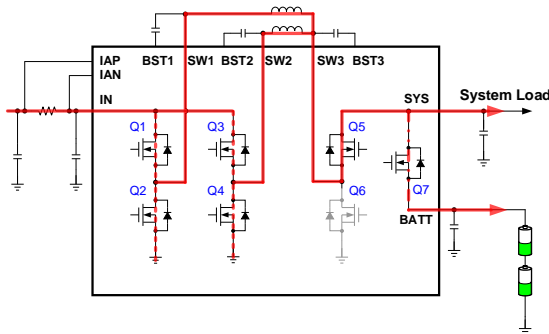 IAP
IAN
BST1
SW1
BST2
SW2
SW3
BST3
IN
SYS
System Load
Q1
Q3
Q5
Q2
Q4
Q6
Q7
BATT